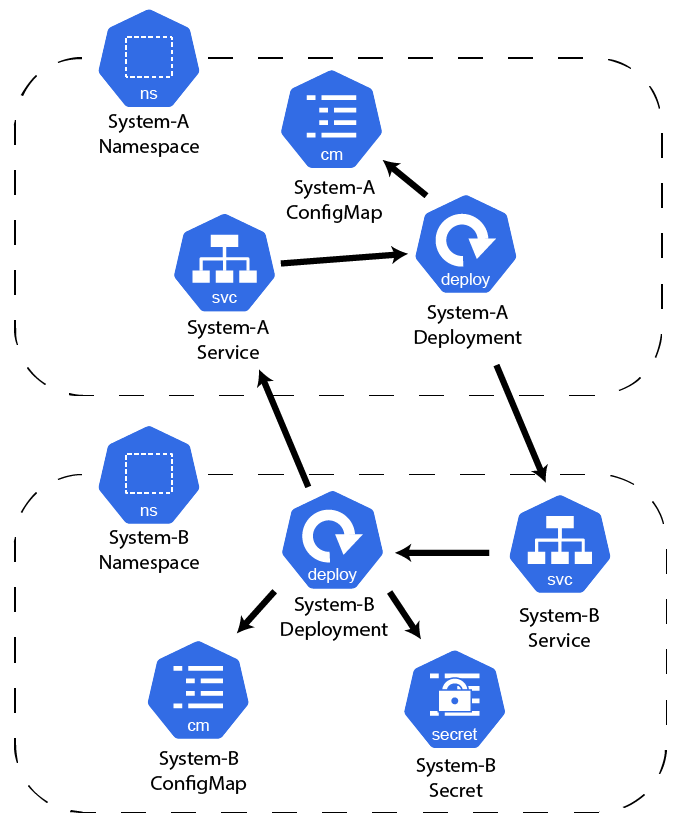 ns
System-A
Namespace
cm
System-A
ConfigMap
svc
System-A
Service
deploy
System-A
Deployment
ns
System-B
Namespace
deploy
System-B
Deployment
svc
System-B
Service
cm
System-B
ConfigMap
secret
System-B
Secret